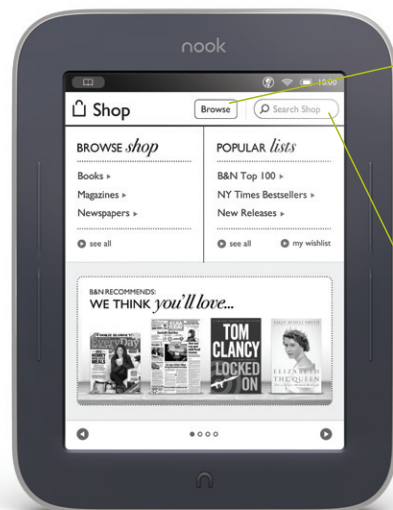 nook
10:00
Shop
Browse
Search Shop
BROWSE shop
Books
Magazines
Newspapers
see all
POPULAR lists
B&N Top 100
NY Times Bestsellers
New Releases
see all
my wishlist
B&N RECOMMENDS:
WE THINK you'll love...
EveryDay
TOM
CLANCY
LOCKED
ON
ELIZABETH
THE QUEEN